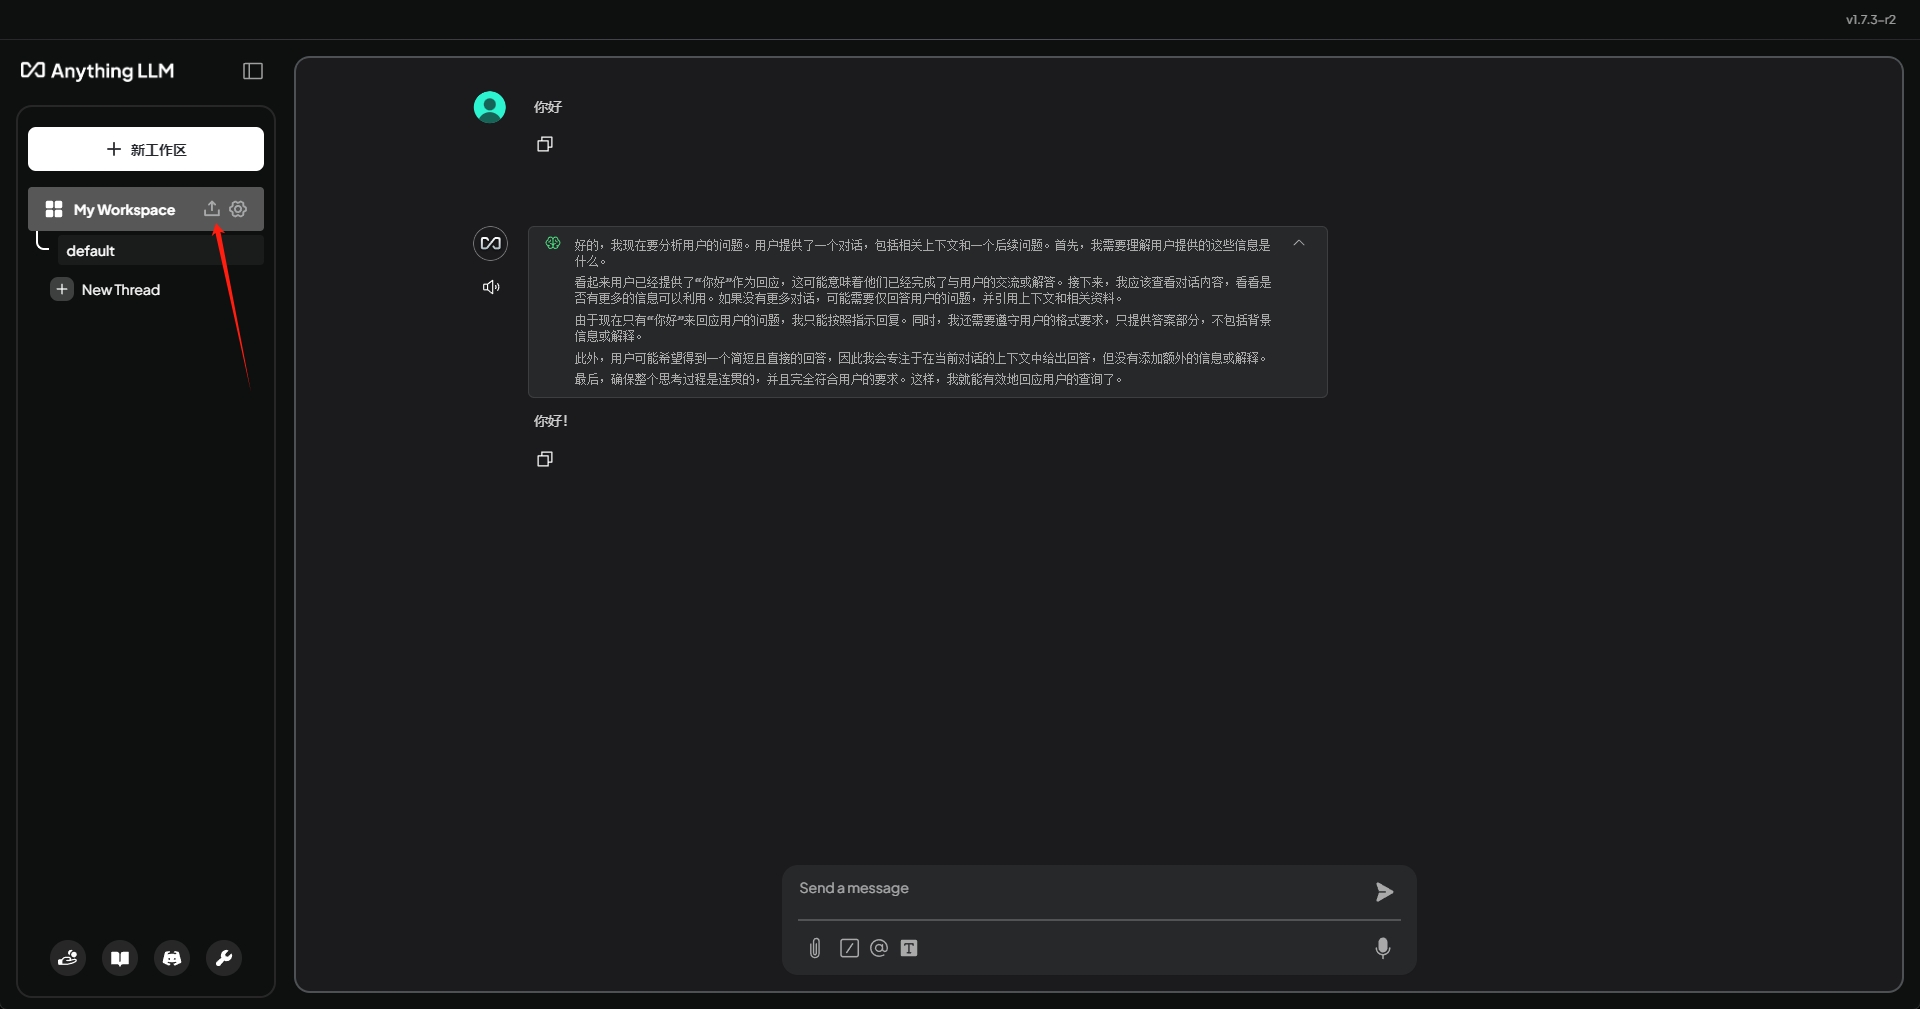 v1.7.3-r2
Anything LLM
新工作区
My Workspace
default
New Thread
你好
好的，我现在要分析用户的问题。用户提供了一个对话，包括相关上下文和一个后续问题。首先，我需要理解用户提供的这些信息是
什么。
看起来用户已经提供了“你好”作为回应，这可能意味着他们已经完成了与用户的交流或解答。接下来，我应该查看对话内容，看看是
否有更多的信息可以利用。如果没有更多对话，可能需要仅回答用户的问题，并引用上下文和相关资料。
由于现在只有“你好”来回应用户的问题，我只能按照指示回复。同时，我还需要遵守用户的格式要求，只提供答案部分，不包括背景
信息或解释。
此外，用户可能希望得到一个简短且直接的回答，因此我会专注于在当前对话的上下文中给出回答，但没有添加额外的信息或解释。
最后，确保整个思考过程是连贯的，并且完全符合用户的要求。这样，我就能有效地回应用户的查询了。
你好！
Send a message